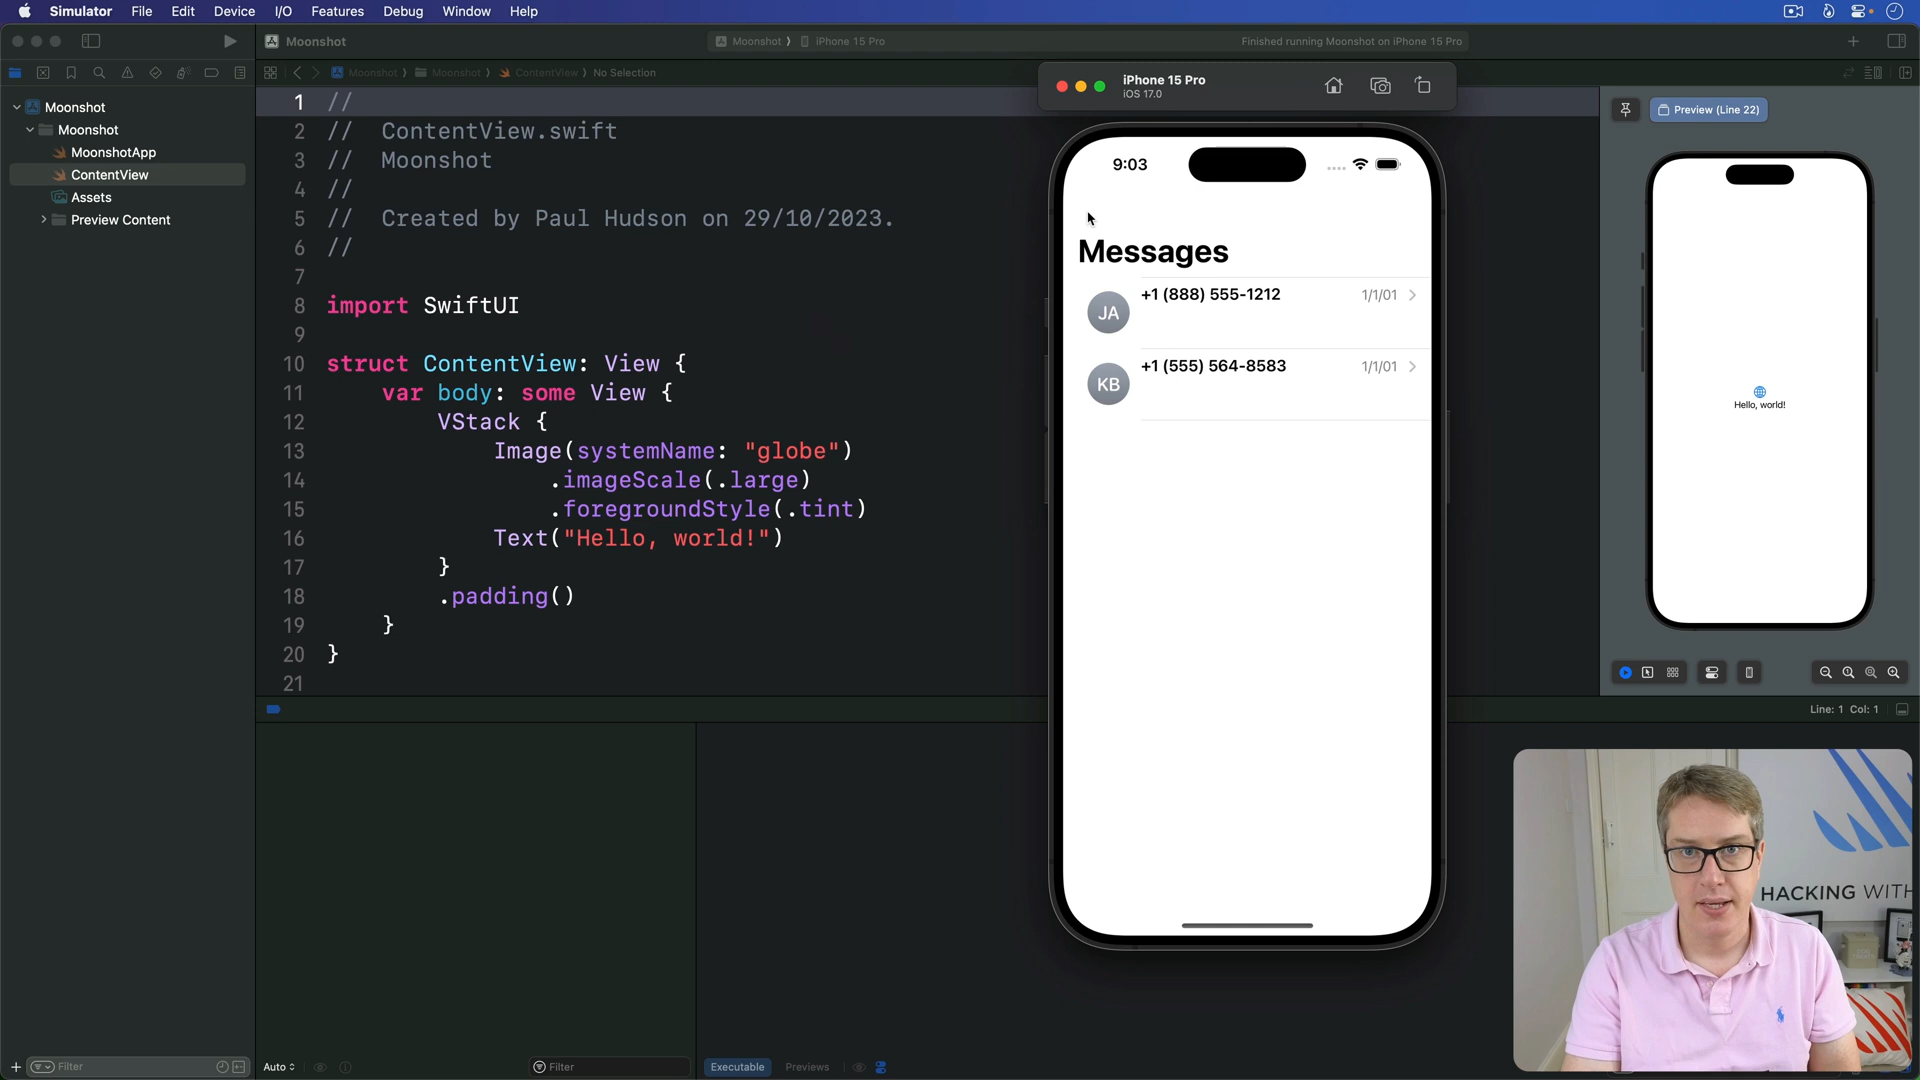 Simulator File Edit Device I/O Features Debug Window Help
Moonshot
Moonshot iPhone 15 Pro
Finished running Moonshot on iPhone 15 Pro
Moonshot Moonshot ContentView No Selection
Moonshot
Moonshot
MoonshotApp
ContentView
Assets
Preview Content
1 //
2 // ContentView.swift
3 // Moonshot
4 //
5 // Created by Paul Hudson on 29/10/2023.
6 //
7
8 import SwiftUI
9
10 struct ContentView: View {
11 var body: some View {
12 VStack {
13 Image(systemName: "globe")
14 .imageScale(.large)
15 .foregroundStyle(.tint)
16 Text("Hello, world!")
17 }
18 .padding()
19 }
20 }
21
iPhone 15 Pro
iOS 17.0
9:03
Messages
JA
+1 (888) 555-1212 1/1/01
KB
+1 (555) 564-8583 1/1/01
Preview (Line 22)
Hello, world!
Line: 1 Col: 1
HACKING WITH
Filter
Auto
Filter
Executable Previews